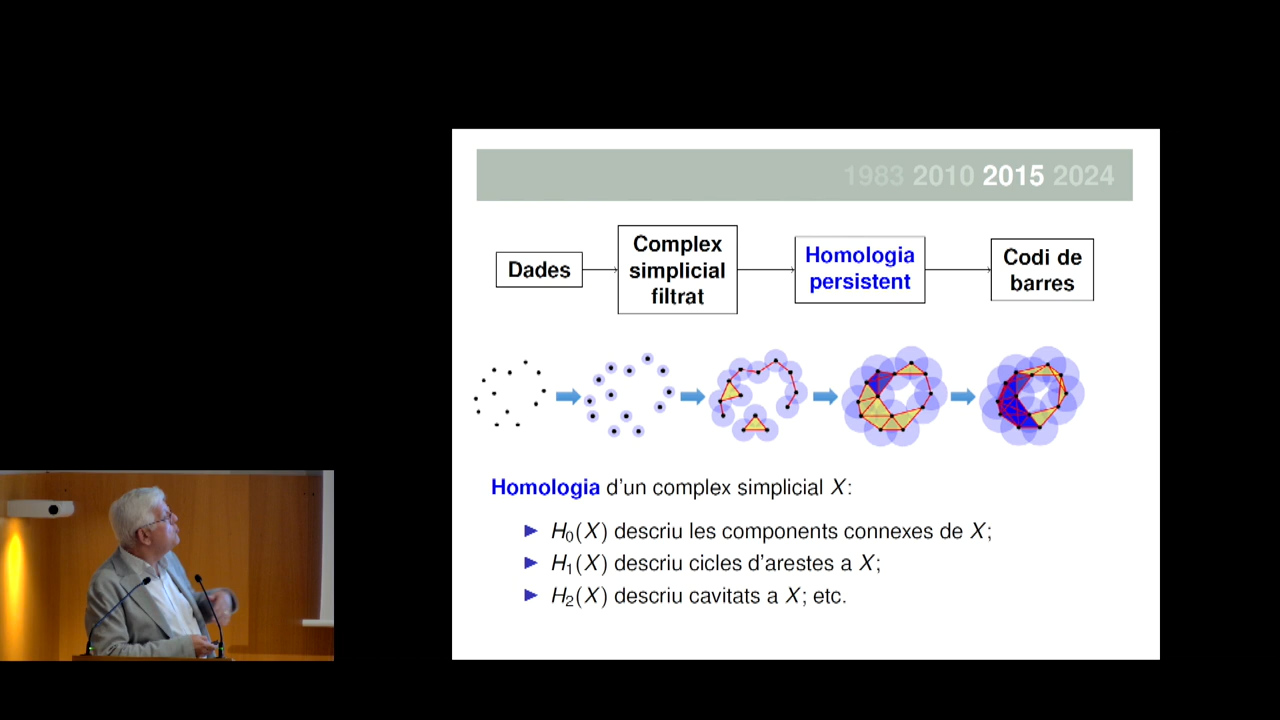 1983 2010 2015 2024
Dades
Complex
simplicial
filtrat
Homologia
persistent
Codi de
barres
Homologia d'un complex simplicial X:
► H₀(X) descriu les components connexes de X;
► H₁(X) descriu cicles d'arestes a X;
► H₂(X) descriu cavitats a X; etc.